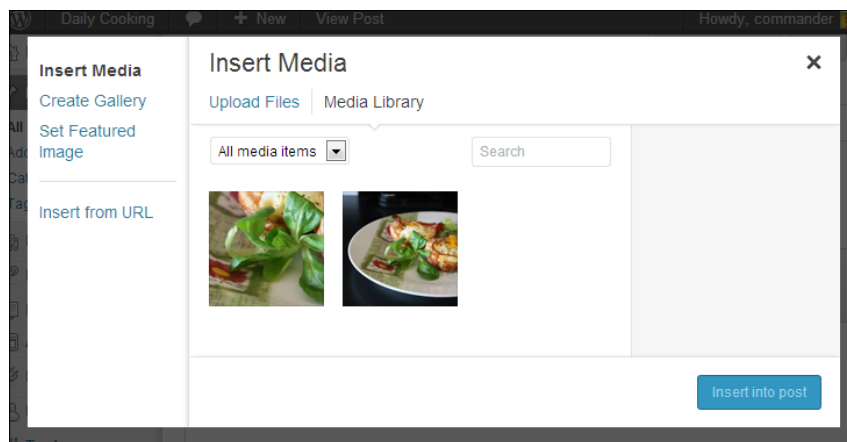 Daily Cooking + New View Post Howdy, commander
Insert Media
Create Gallery
Set Featured
Image
Insert from URL
Insert Media
Upload Files Media Library
All media items Search
Insert into post
All